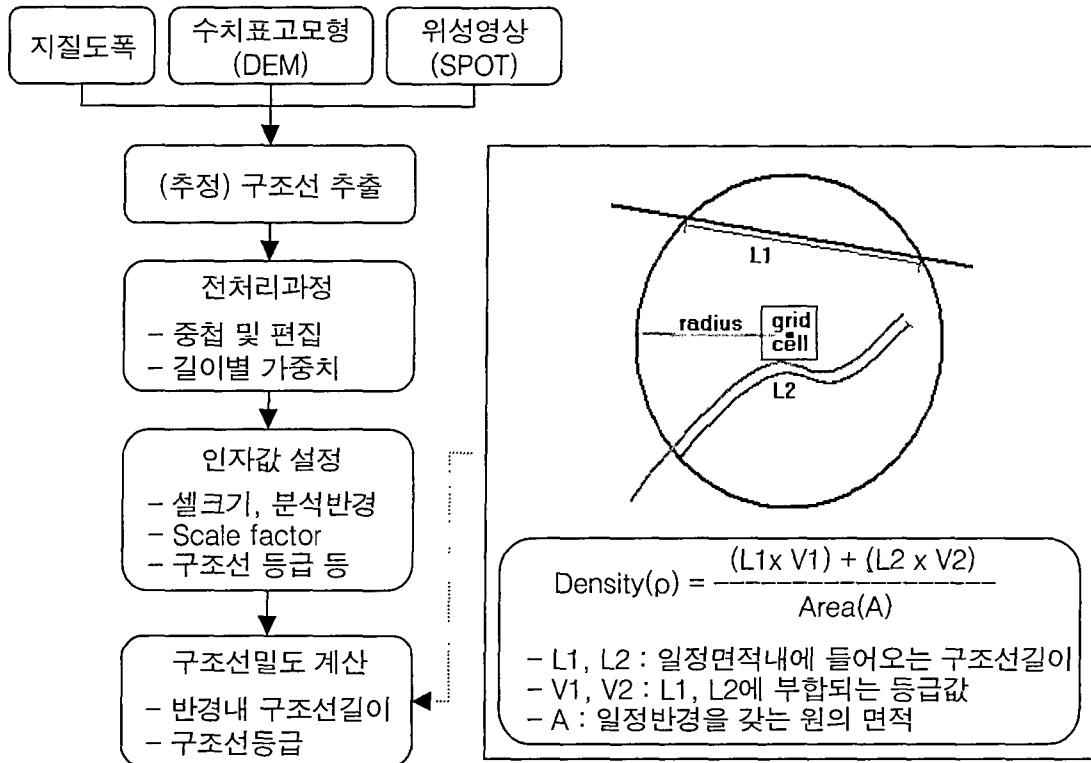 지질도폭
수치표고모형
(DEM)
위성영상
(SPOT)
(추정) 구조선 추출
전처리과정
– 중첩 및 편집
– 길이별 가중치
인자값 설정
– 셀크기, 분석반경
– Scale factor
– 구조선 등급 등
구조선밀도 계산
– 반경내 구조선길이
– 구조선등급
L1
radius
grid
cell
L2
Density(ρ) = (L1x V1) + (L2 x V2)
Area(A)
– L1, L2 : 일정면적내에 들어오는 구조선길이
– V1, V2 : L1, L2에 부합되는 등급값
– A : 일정반경을 갖는 원의 면적